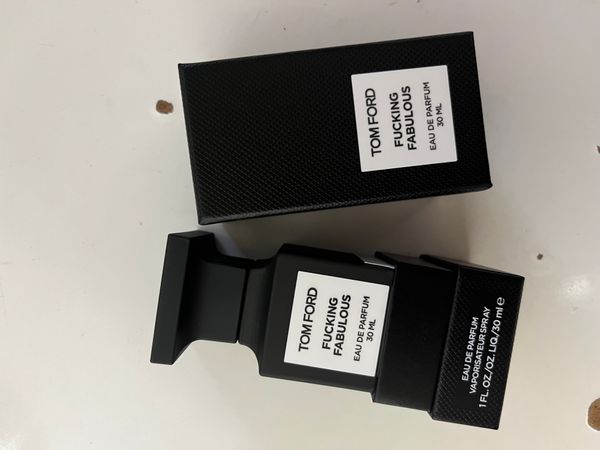 TOM FORD
FUCKING
FABULOUS
EAU DE PARFUM
30 ML
TOM FORD
FUCKING
FABULOUS
EAU DE PARFUM
30 ML
EAU DE PARFUM
VAPORISATEUR SPRAY
1 FL. OZ./OZ. LIQ./30 ml ℮